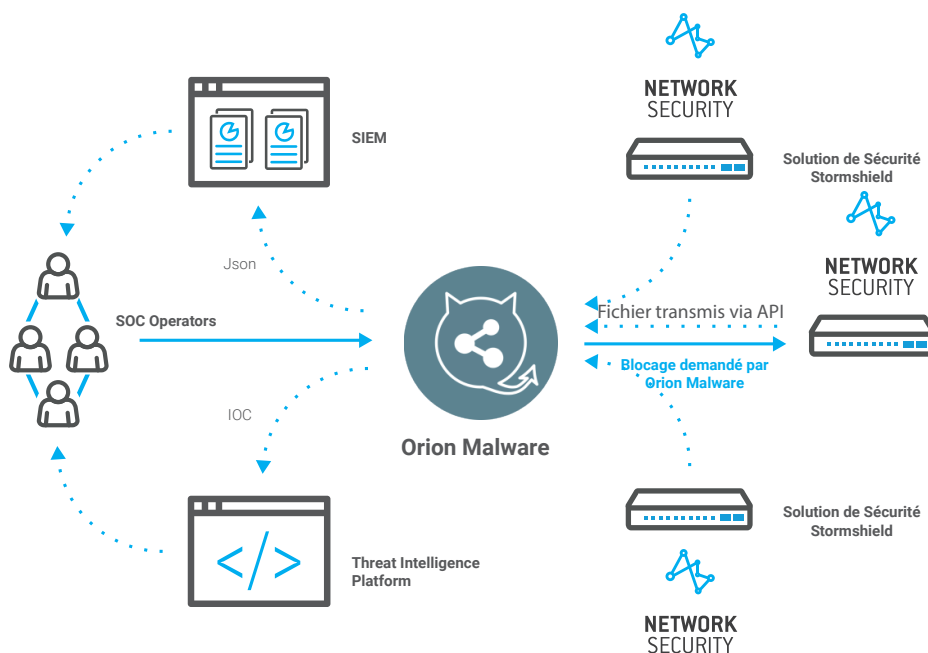 NETWORK
SECURITY
SIEM
Solution de Sécurité
Stormshield
NETWORK
SECURITY
Json
Fichier transmis via API
SOC Operators
Blocage demandé par
Orion Malware
IOC
Orion Malware
Solution de Sécurité
Stormshield
</>
Threat Intelligence
Platform
NETWORK
SECURITY